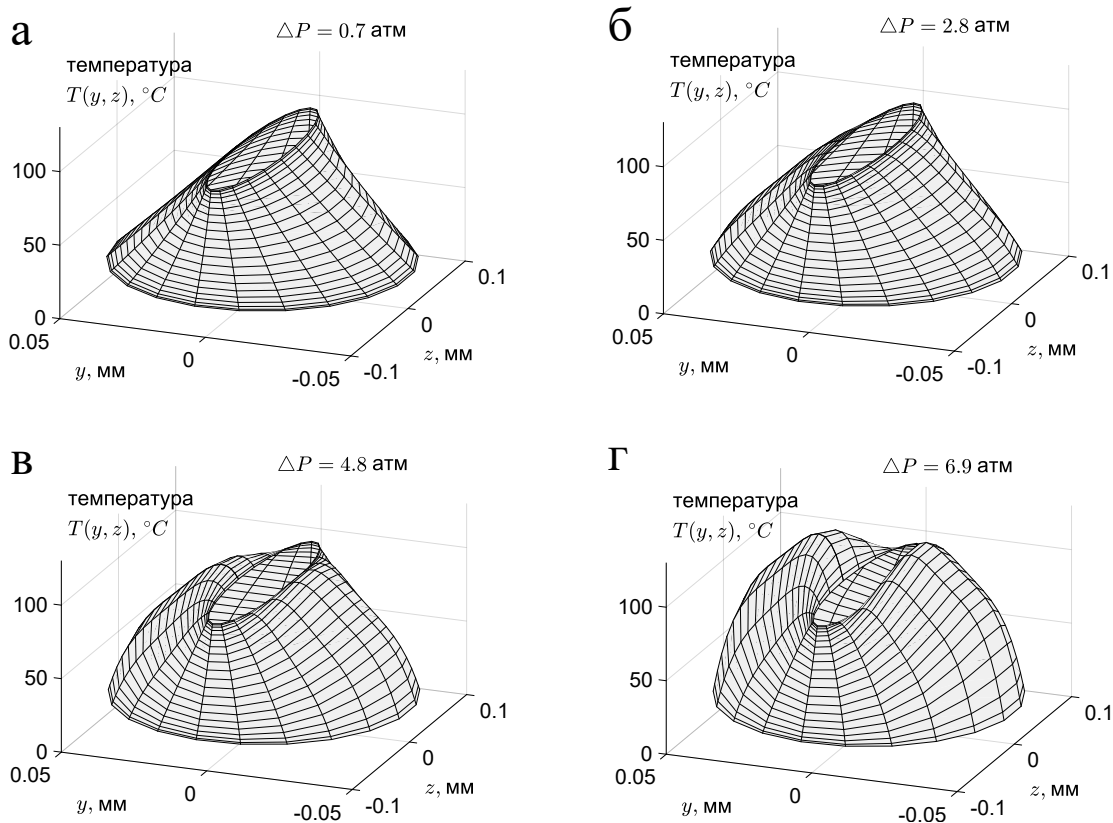 а
△P = 0.7 атм
температура
T(y, z), °C
100
50
0
0.05
0
-0.05
y, мм
-0.1
0
0.1
z, мм
б
△P = 2.8 атм
температура
T(y, z), °C
100
50
0
0.05
0
-0.05
y, мм
-0.1
0
0.1
z, мм
в
△P = 4.8 атм
температура
T(y, z), °C
100
50
0
0.05
0
-0.05
y, мм
-0.1
0
0.1
z, мм
г
△P = 6.9 атм
температура
T(y, z), °C
100
50
0
0.05
0
-0.05
y, мм
-0.1
0
0.1
z, мм